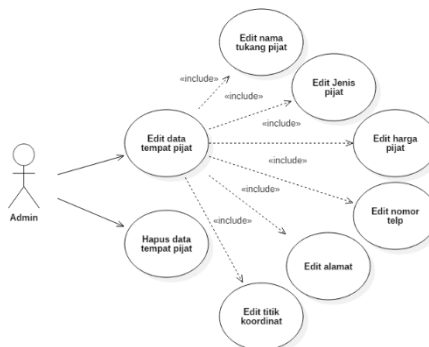 Edit nama
tukang pijat
«include»
Edit Jenis
pijat
«include»
Edit data
tempat pijat
«include»
Edit harga
pijat
«include»
Admin
«include»
Edit nomor
telp
Hapus data
tempat pijat
«include»
Edit alamat
Edit titik
koordinat